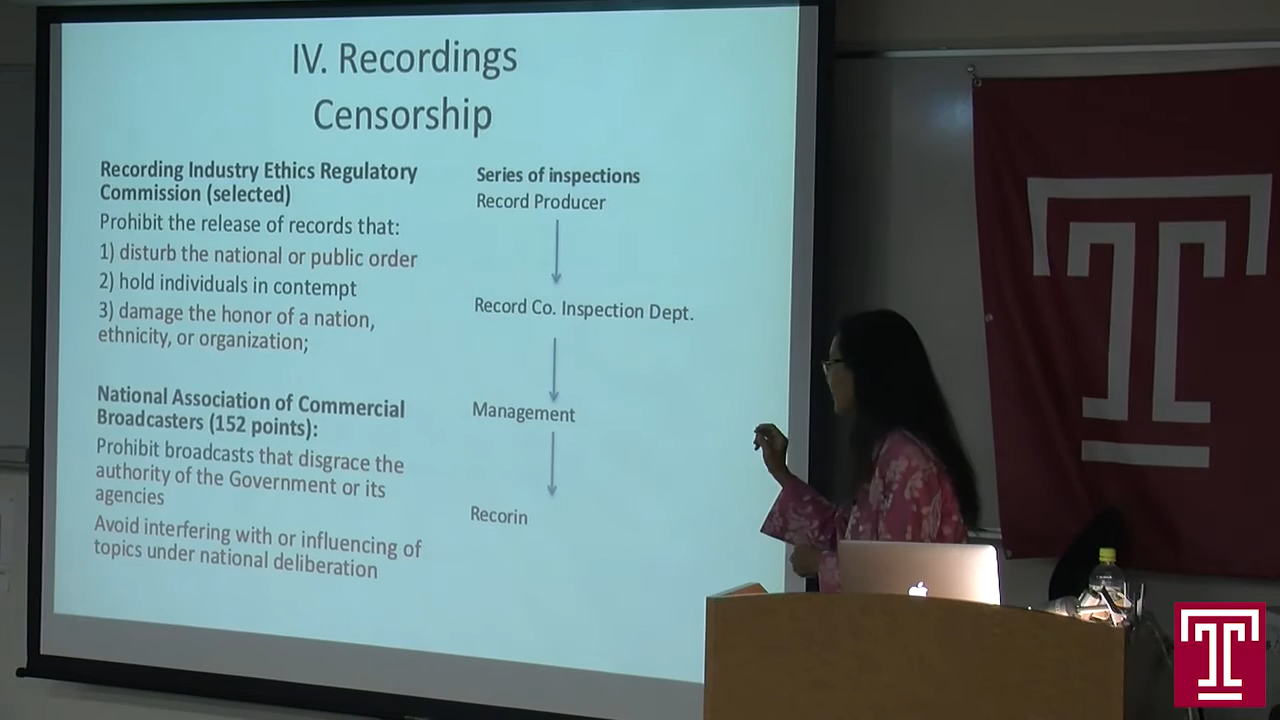 IV. Recordings
Censorship
Recording Industry Ethics Regulatory
Commission (selected)
Prohibit the release of records that:
1) disturb the national or public order
2) hold individuals in contempt
3) damage the honor of a nation,
ethnicity, or organization;
National Association of Commercial
Broadcasters (152 points):
Prohibit broadcasts that disgrace the
authority of the Government or its
agencies
Avoid interfering with or influencing of
topics under national deliberation
Series of inspections
Record Producer
Record Co. Inspection Dept.
Management
Recorin